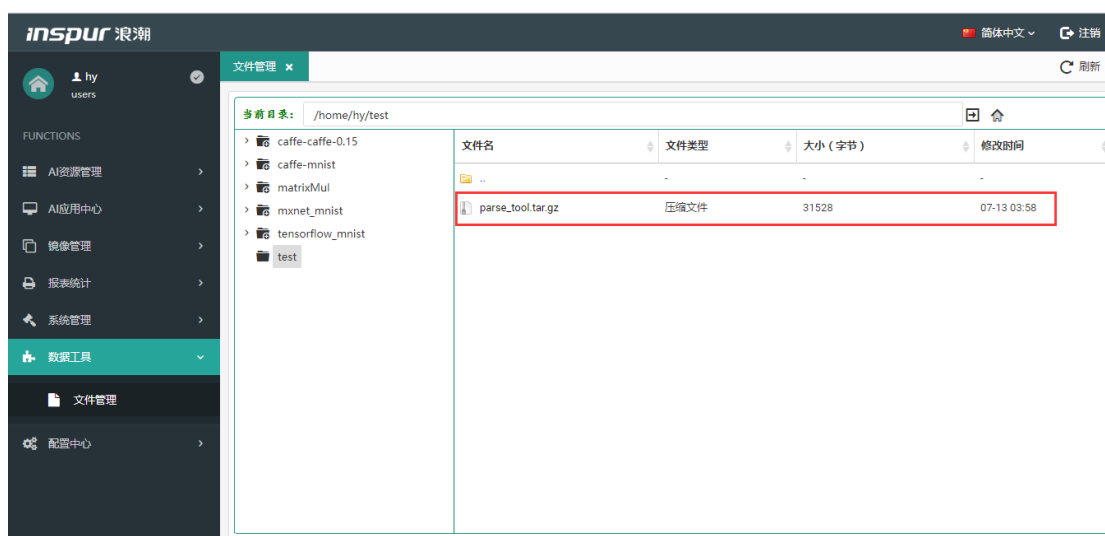 inspur 浪潮 简体中文 注销
hy
users
文件管理 × 刷新
当前目录: /home/hy/test
FUNCTIONS
AI资源管理
AI应用中心
镜像管理
报表统计
系统管理
数据工具
文件管理
配置中心
caffe-caffe-0.15
caffe-mnist
matrixMul
mxnet_mnist
tensorflow_mnist
test
文件名 文件类型 大小（字节） 修改时间
.. - - -
parse_tool.tar.gz 压缩文件 31528 07-13 03:58